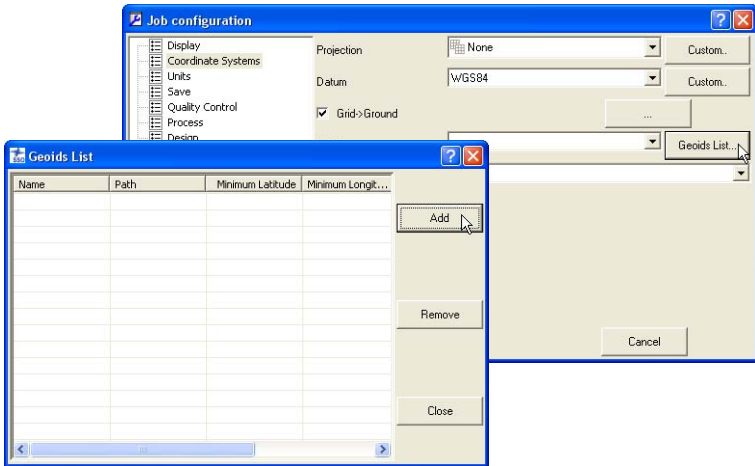 Job configuration
Display
Coordinate Systems
Units
Save
Quality Control
Process
Design
Projection
None
Custom..
Datum
WGS84
Custom..
Grid->Ground
...
Geoids List...
Cancel
Geoids List
Name Path Minimum Latitude Minimum Longit...
Add
Remove
Close